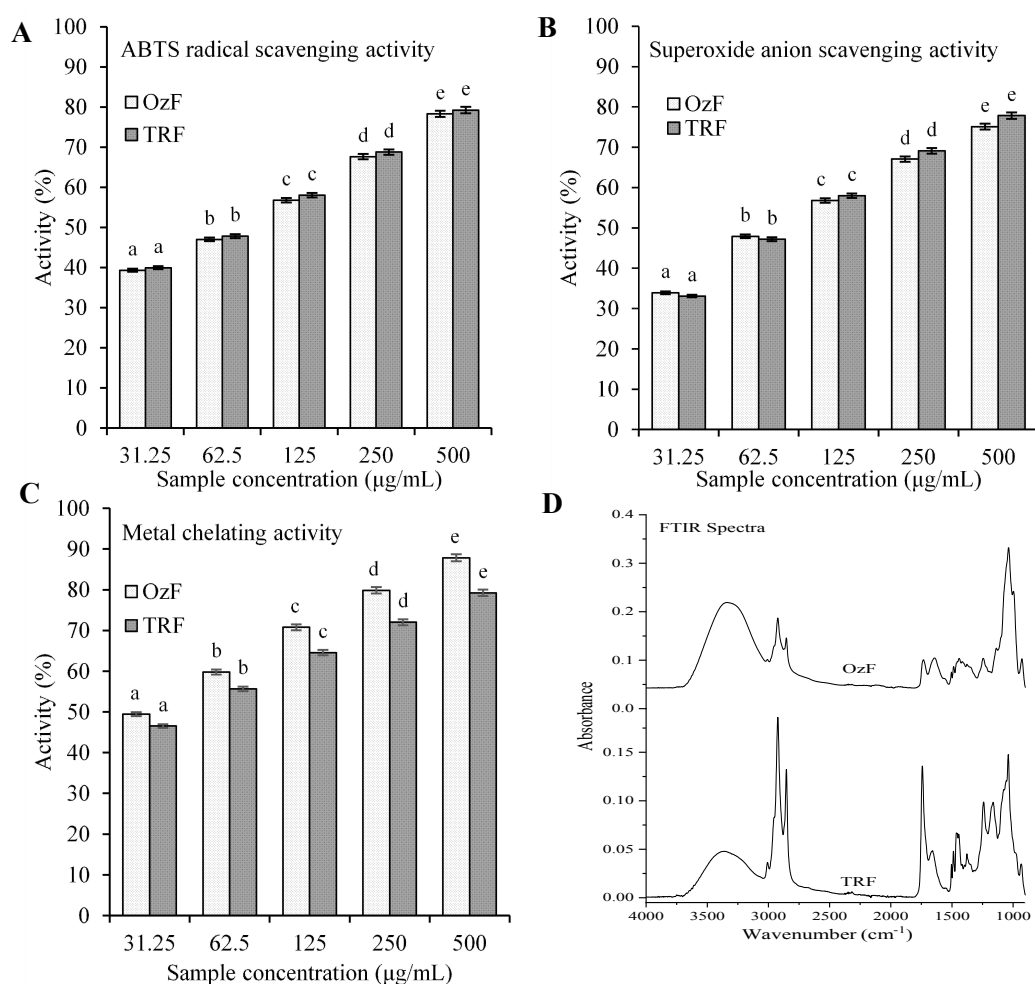 A
ABTS radical scavenging activity
OzF
TRF
Activity (%)
100
90
80
70
60
50
40
30
20
10
0
a a b b c c d d e e
31.25 62.5 125 250 500
Sample concentration (µg/mL)
B
Superoxide anion scavenging activity
OzF
TRF
Activity (%)
100
90
80
70
60
50
40
30
20
10
0
a a b b c c d d e e
31.25 62.5 125 250 500
Sample concentration (µg/mL)
C
Metal chelating activity
OzF
TRF
Activity (%)
100
90
80
70
60
50
40
30
20
10
0
a a b b c c d d e e
31.25 62.5 125 250 500
Sample concentration (µg/mL)
D
FTIR Spectra
Absorbance
0.4
0.3
0.2
0.1
0.0
OzF
0.15
0.10
0.05
0.00
TRF
4000 3500 3000 2500 2000 1500 1000
Wavenumber (cm⁻¹)